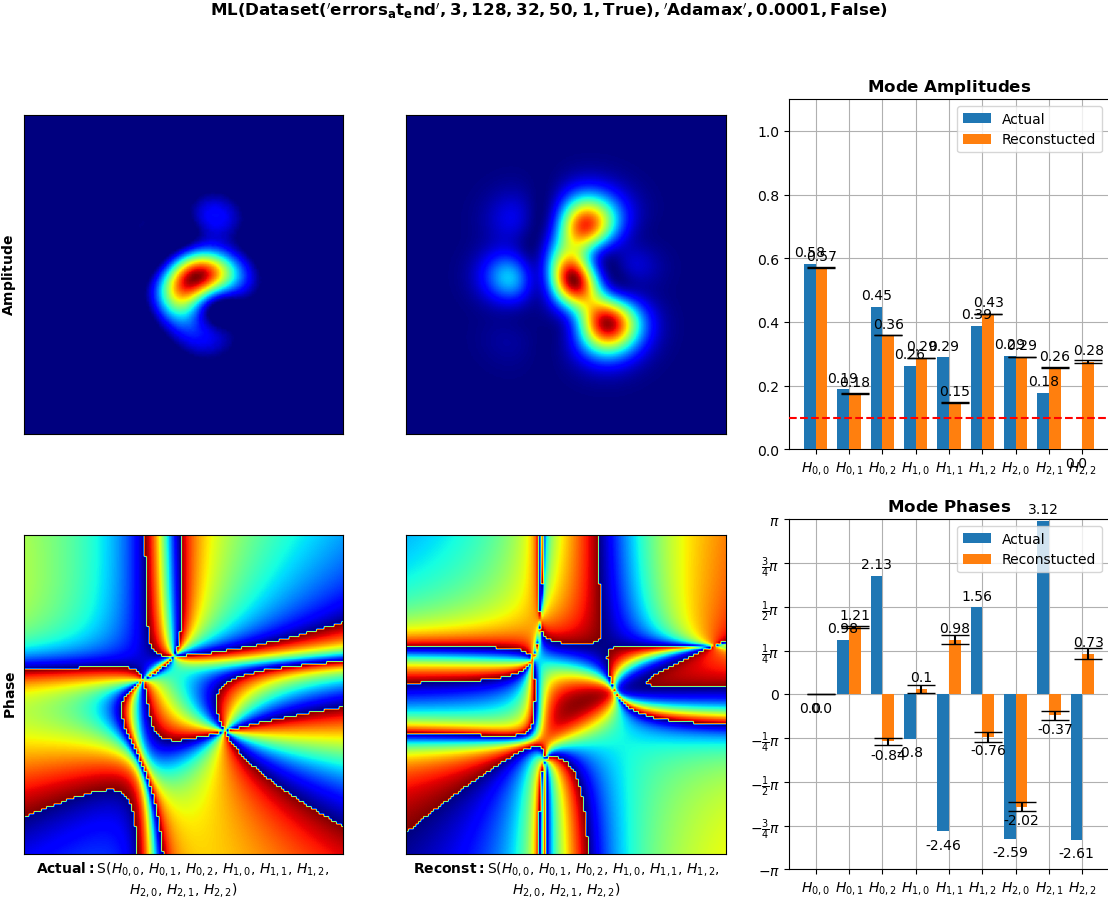 ML(Dataset('errors_at_end', 3, 128, 32, 50, 1, True), 'Adamax', 0.0001, False)
Amplitude
Mode Amplitudes
Actual
Reconstucted
1.0
0.8
0.6
0.4
0.2
0.0
0.58 0.57
0.19 0.18
0.45 0.36
0.26 0.29
0.29 0.15
0.39 0.43
0.29 0.29
0.18 0.26
0.0 0.28
H0,0 H0,1 H0,2 H1,0 H1,1 H1,2 H2,0 H2,1 H2,2
Phase
Mode Phases
Actual
Reconstucted
π
3/4π
1/2π
1/4π
0
−1/4π
−1/2π
−3/4π
−π
0.0 0.0
0.98 1.21
2.13 -0.84
-0.8 0.1
-2.46 0.98
1.56 -0.76
-2.59 -2.02
3.12 -0.37
-2.61 0.73
H0,0 H0,1 H0,2 H1,0 H1,1 H1,2 H2,0 H2,1 H2,2
Actual: S(H0,0, H0,1, H0,2, H1,0, H1,1, H1,2,
H2,0, H2,1, H2,2)
Reconst: S(H0,0, H0,1, H0,2, H1,0, H1,1, H1,2,
H2,0, H2,1, H2,2)